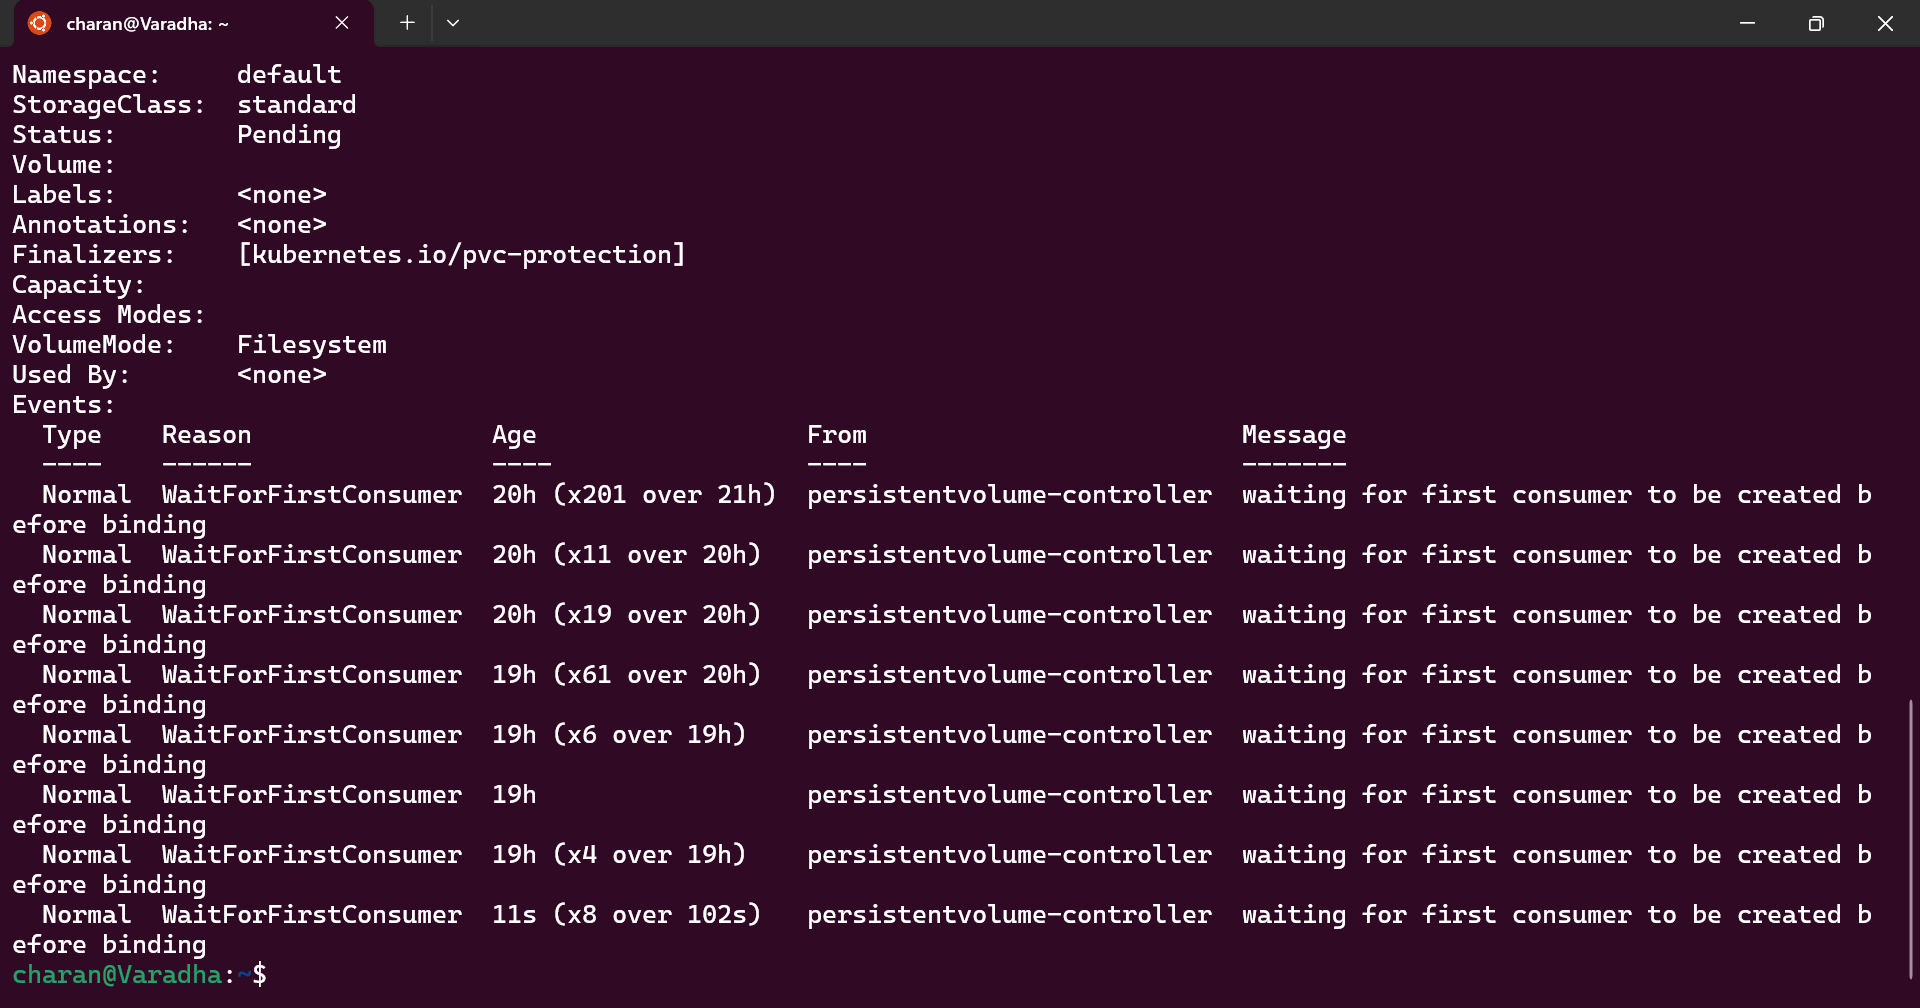 charan@Varadha: ~
Namespace:     default
StorageClass:  standard
Status:        Pending
Volume:
Labels:        <none>
Annotations:   <none>
Finalizers:    [kubernetes.io/pvc-protection]
Capacity:
Access Modes:
VolumeMode:    Filesystem
Used By:       <none>
Events:
  Type    Reason                Age                  From                         Message
  ----    ------                ----                 ----                         -------
  Normal  WaitForFirstConsumer  20h (x201 over 21h)  persistentvolume-controller  waiting for first consumer to be created b
efore binding
  Normal  WaitForFirstConsumer  20h (x11 over 20h)   persistentvolume-controller  waiting for first consumer to be created b
efore binding
  Normal  WaitForFirstConsumer  20h (x19 over 20h)   persistentvolume-controller  waiting for first consumer to be created b
efore binding
  Normal  WaitForFirstConsumer  19h (x61 over 20h)   persistentvolume-controller  waiting for first consumer to be created b
efore binding
  Normal  WaitForFirstConsumer  19h (x6 over 19h)    persistentvolume-controller  waiting for first consumer to be created b
efore binding
  Normal  WaitForFirstConsumer  19h                  persistentvolume-controller  waiting for first consumer to be created b
efore binding
  Normal  WaitForFirstConsumer  19h (x4 over 19h)    persistentvolume-controller  waiting for first consumer to be created b
efore binding
  Normal  WaitForFirstConsumer  11s (x8 over 102s)   persistentvolume-controller  waiting for first consumer to be created b
efore binding
charan@Varadha:~$